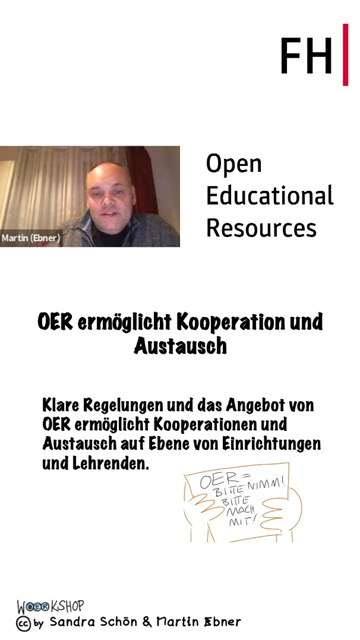 FH
Open
Educational
Resources
Martin (Ebner)
OER ermöglicht Kooperation und
Austausch
Klare Regelungen und das Angebot von
OER ermöglicht Kooperationen und
Austausch auf Ebene von Einrichtungen
und Lehrenden.
OER =
BITTE NIMM!
BITTE
MACH
MIT!
WOERKSHOP
cc by Sandra Schön & Martin Ebner